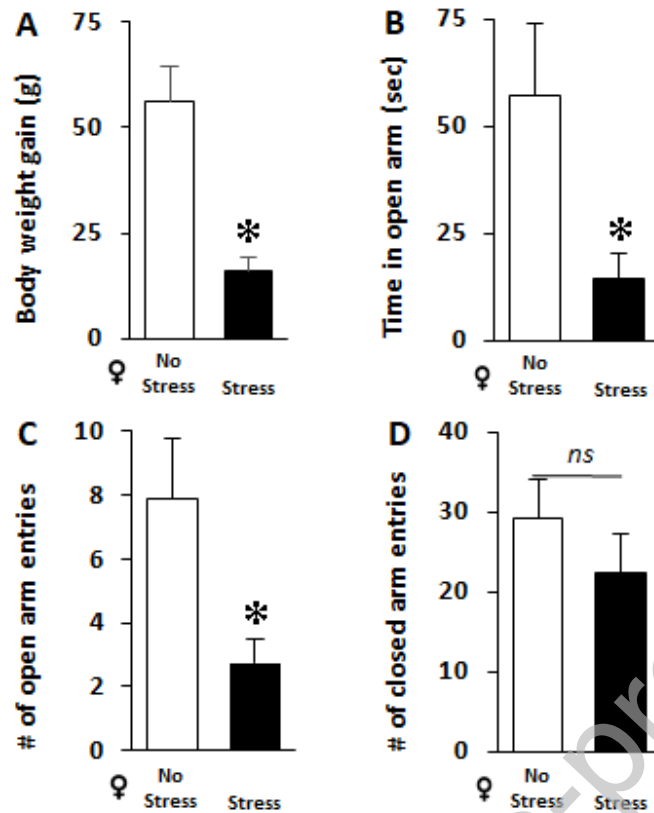 A
Body weight gain (g)
75
50
25
0
*
♀
No
Stress
Stress
B
Time in open arm (sec)
75
50
25
0
*
♀
No
Stress
Stress
C
# of open arm entries
10
8
6
4
2
0
*
♀
No
Stress
Stress
D
# of closed arm entries
40
30
20
10
0
ns
♀
No
Stress
Stress